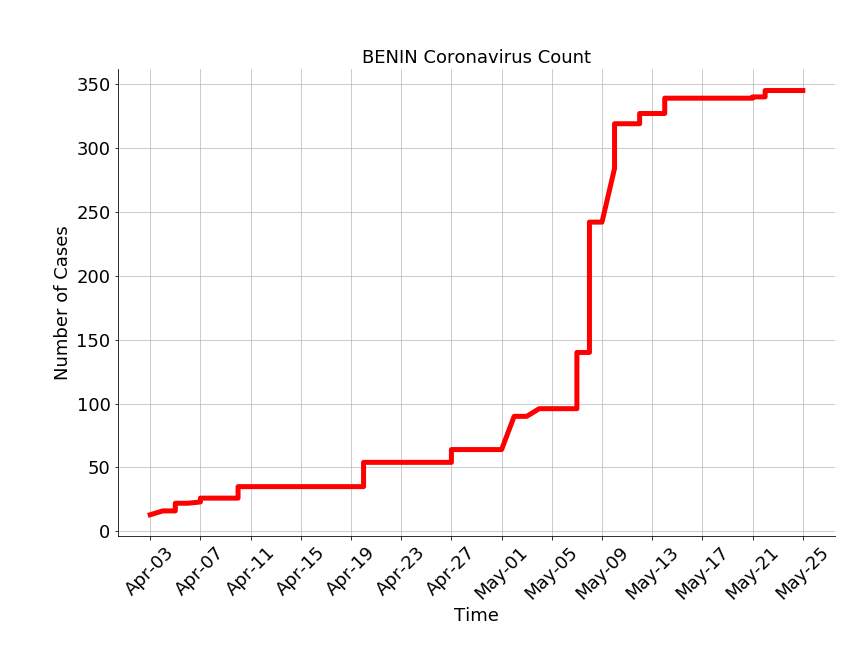 BENIN Coronavirus Count
350
300
250
200
150
100
50
0
Number of Cases
Apr-03
Apr-07
Apr-11
Apr-15
Apr-19
Apr-23
Apr-27
May-01
May-05
May-09
May-13
May-17
May-21
May-25
Time